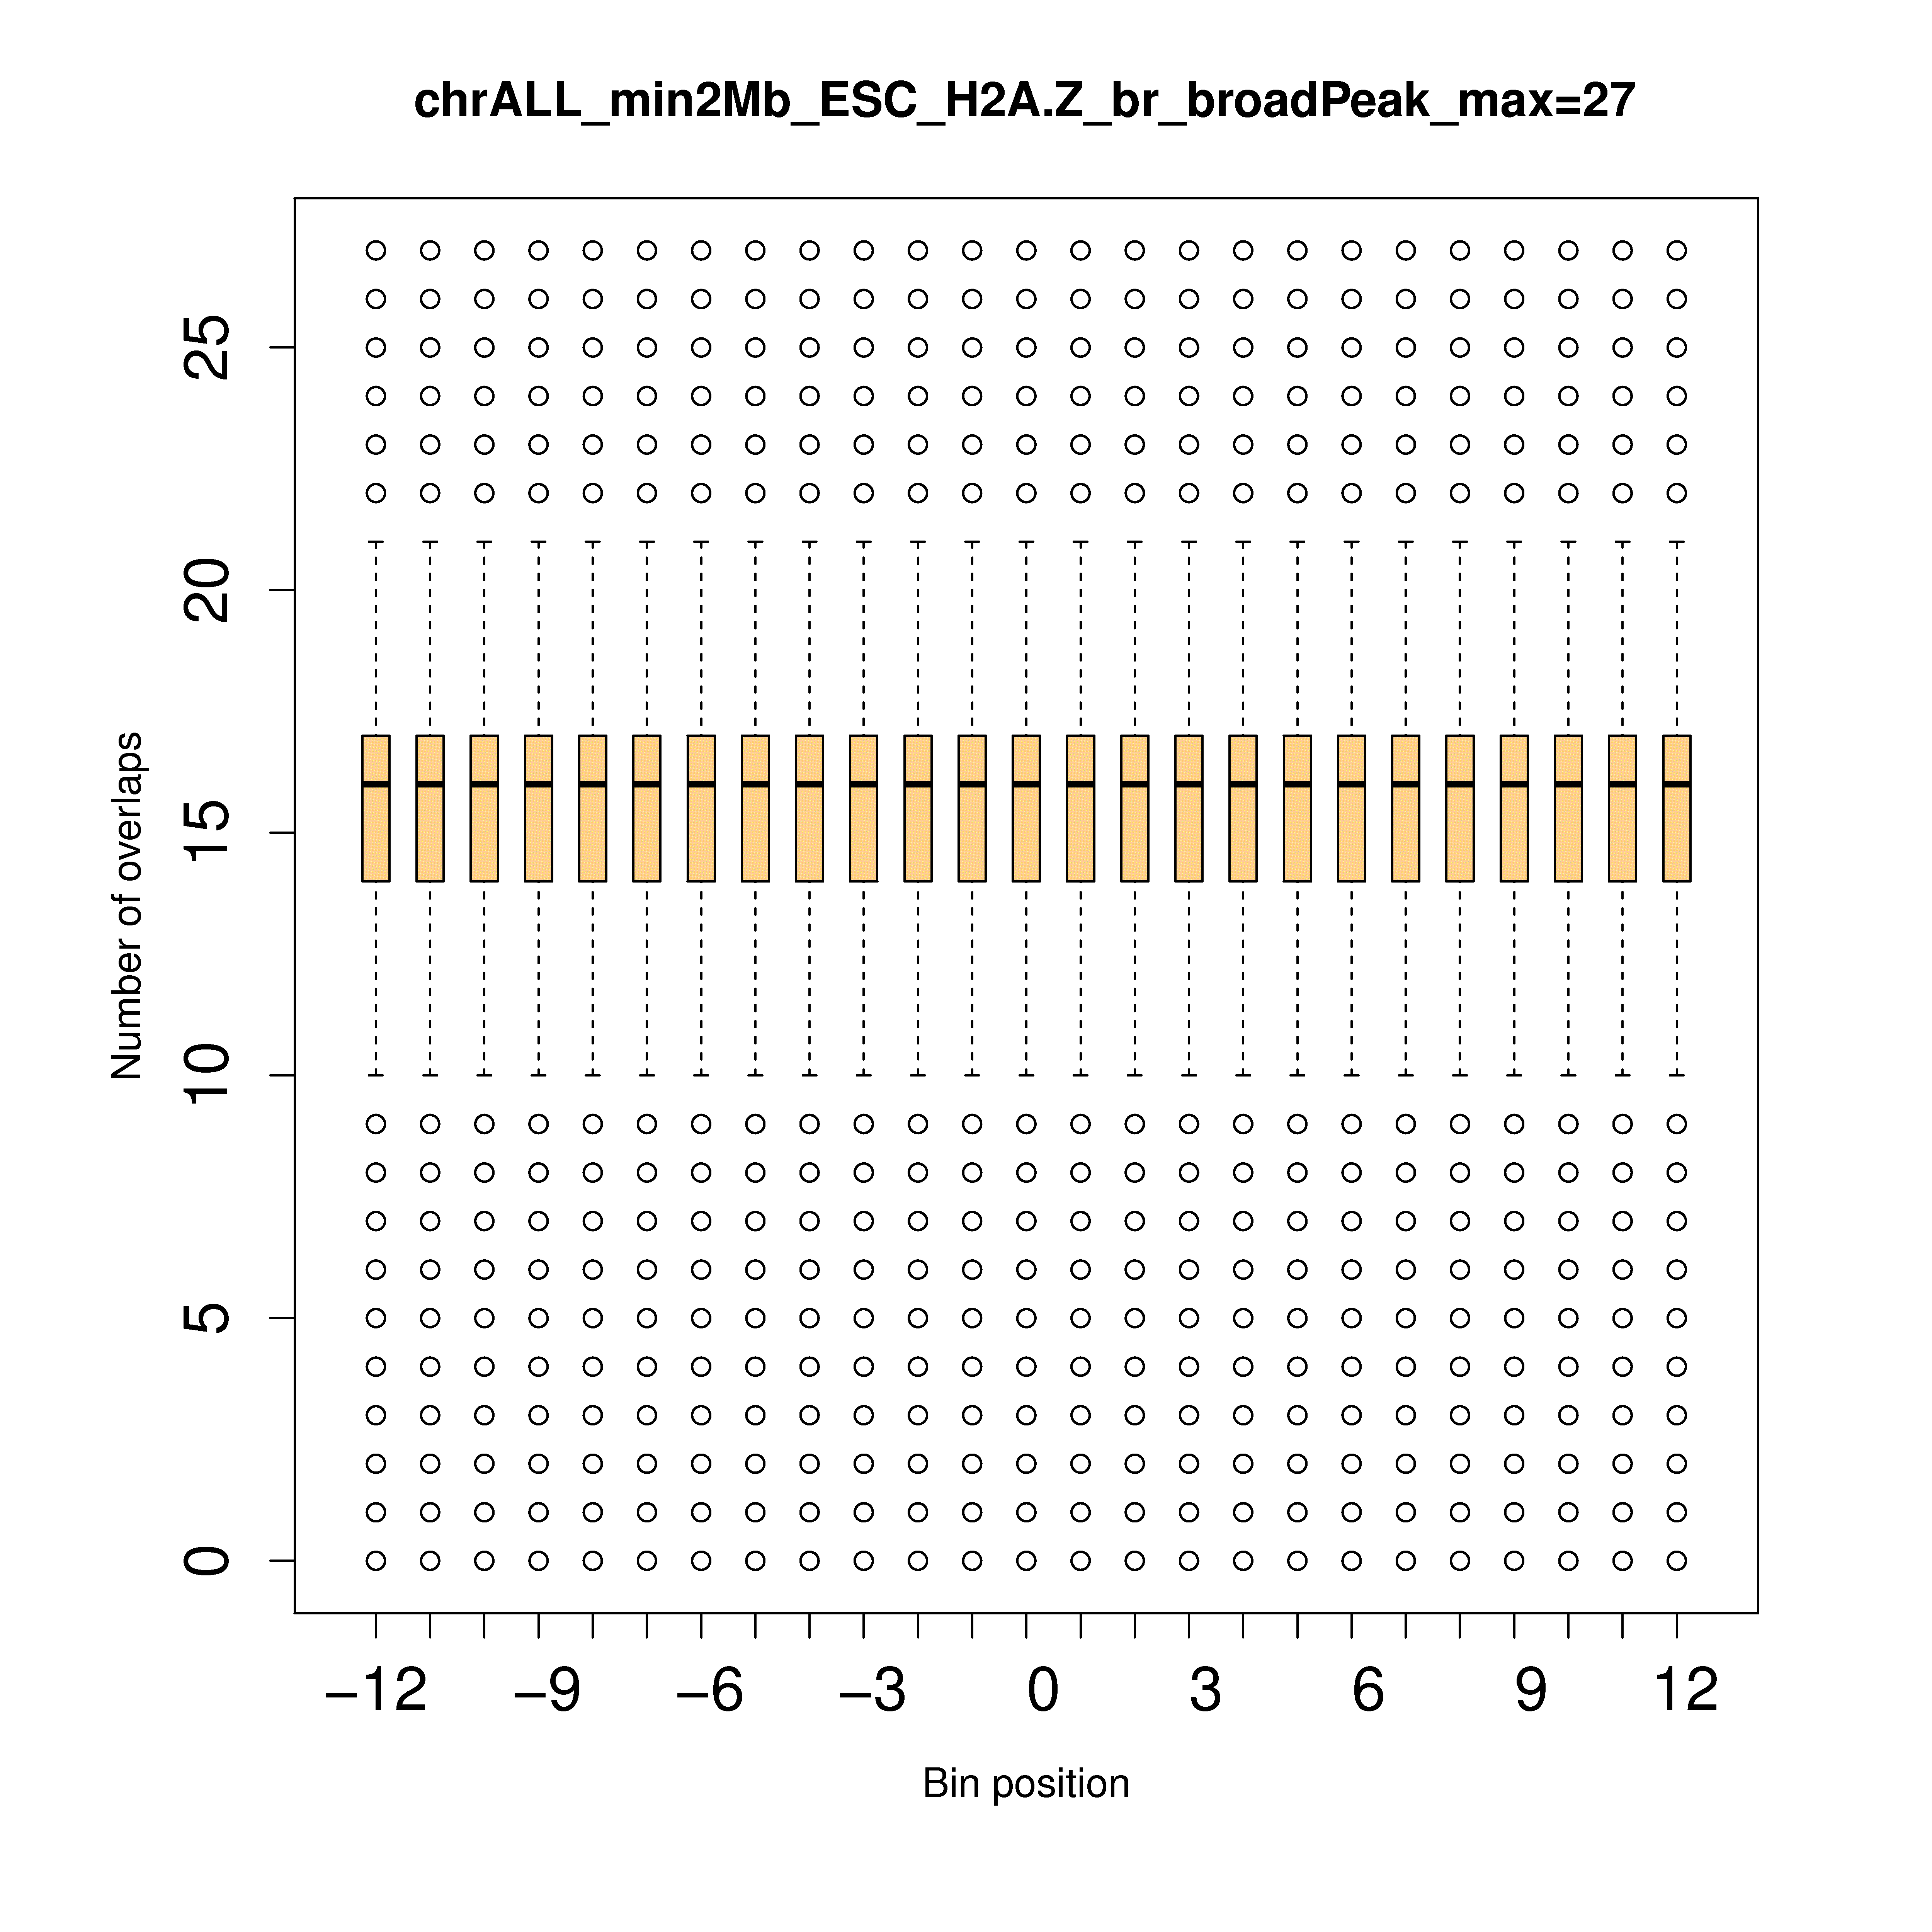 chrALL_min2Mb_ESC_H2A.Z_br_broadPeak_max=27
Number of overlaps
25
20
15
10
5
0
−12 −9 −6 −3 0 3 6 9 12
Bin position